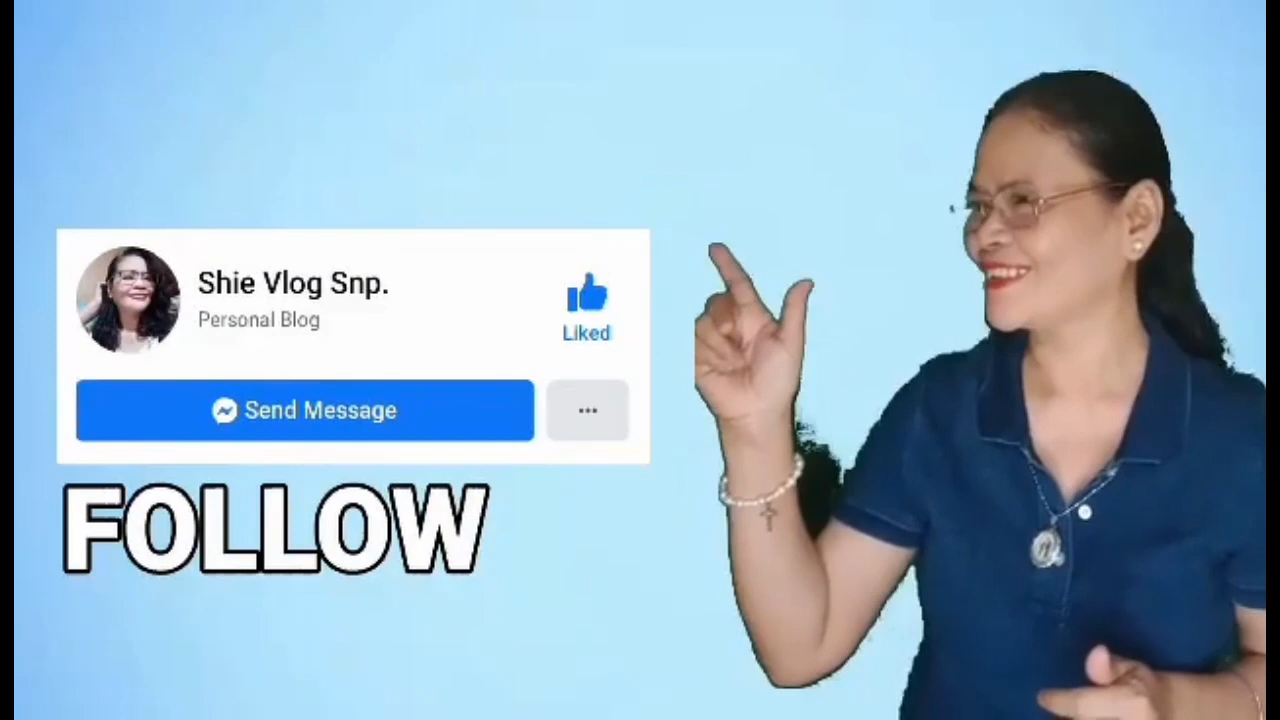 Shie Vlog Snp.
Personal Blog
Liked
Send Message
...
FOLLOW